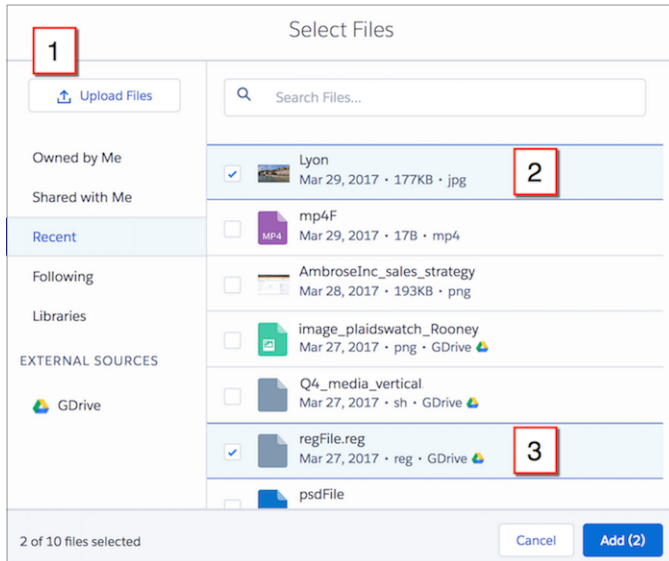 Select Files
1
Upload Files
Search Files...
Owned by Me
Shared with Me
Recent
Following
Libraries
EXTERNAL SOURCES
GDrive
Lyon
2
Mar 29, 2017 • 177KB • jpg
mp4F
MP4
Mar 29, 2017 • 17B • mp4
AmbroseInc_sales_strategy
Mar 28, 2017 • 193KB • png
image_plaidswatch_Rooney
Mar 27, 2017 • png • GDrive
Q4_media_vertical
Mar 27, 2017 • sh • GDrive
regFile.reg
3
Mar 27, 2017 • reg • GDrive
psdFile
2 of 10 files selected
Cancel
Add (2)